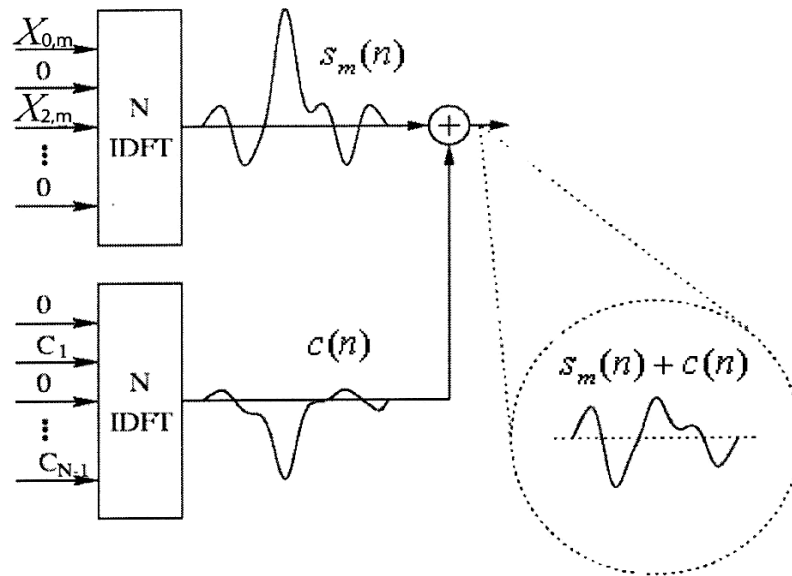 X0,m
0
X2,m
...
0
N
IDFT
sm(n)
0
C1
0
...
CN-1
N
IDFT
c(n)
sm(n) + c(n)